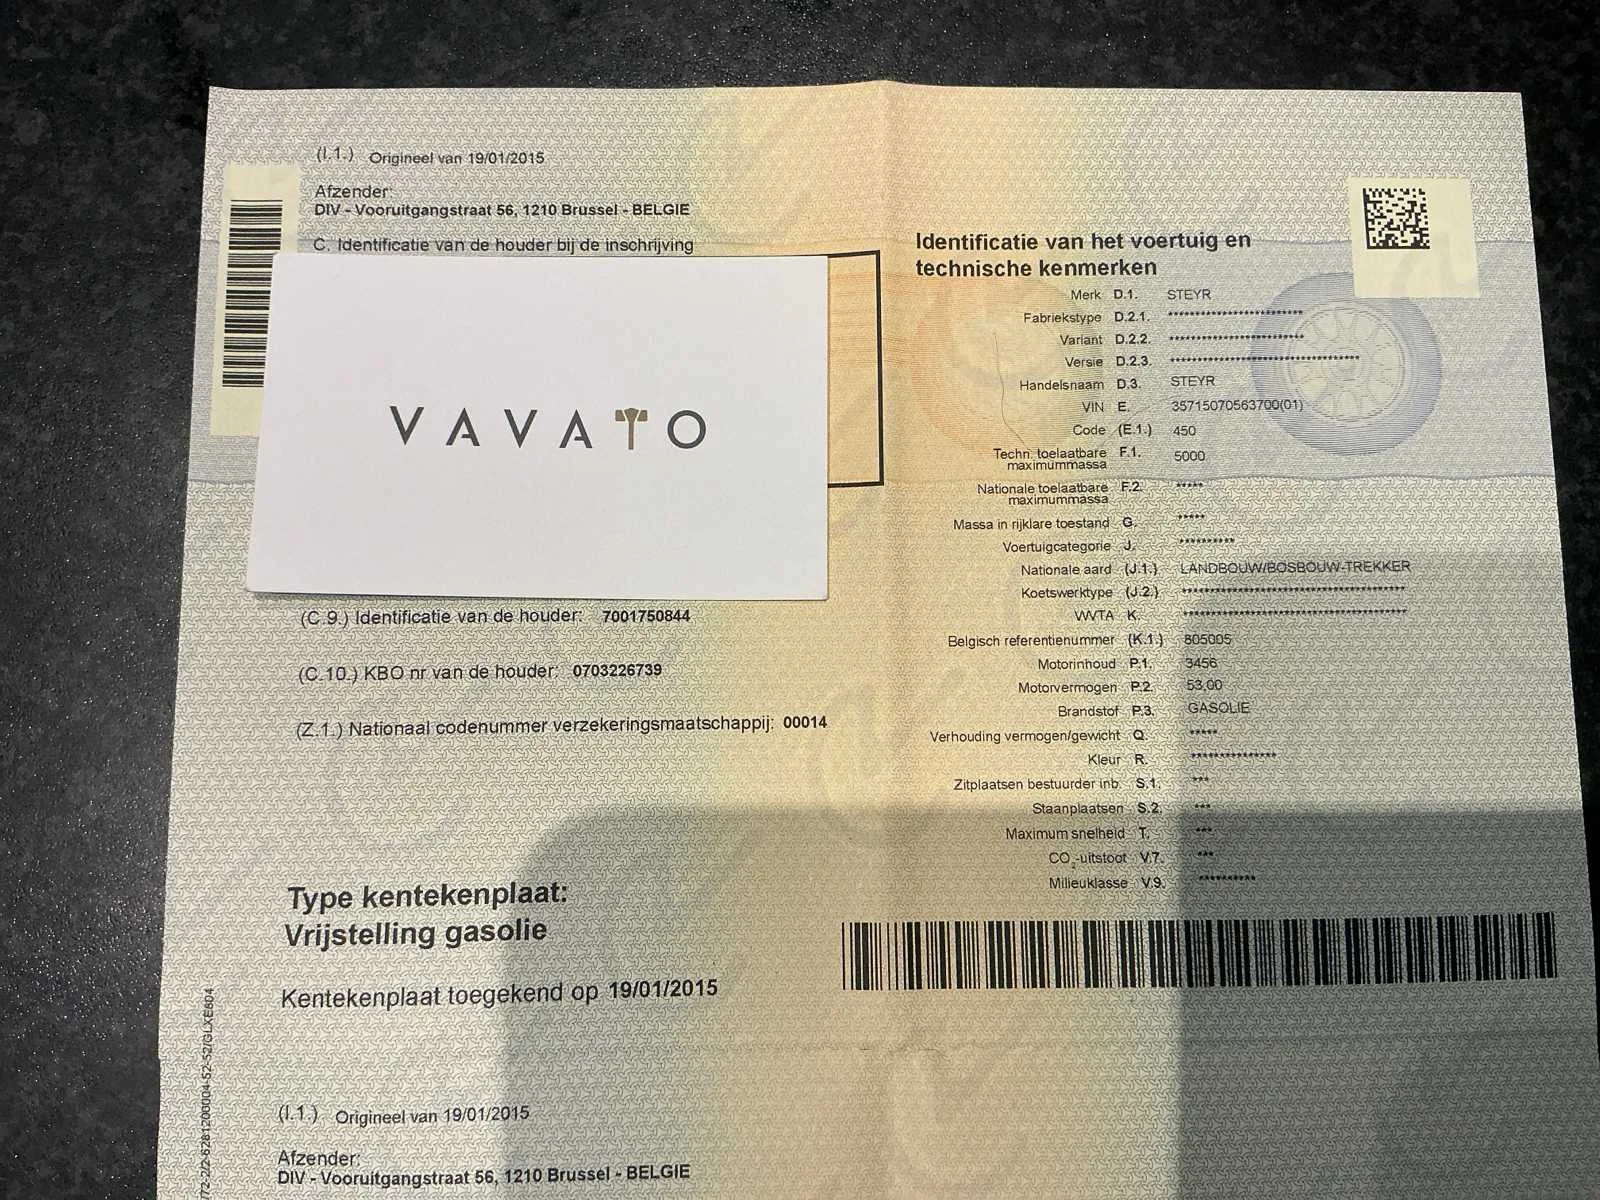 (I.1.) Origineel van 19/01/2015
Afzender:
DIV - Vooruitgangstraat 56, 1210 Brussel - BELGIE
C. Identificatie van de houder bij de inschrijving
VAVATO
(C.9.) Identificatie van de houder: 7001750844
(C.10.) KBO nr van de houder: 0703226739
(Z.1.) Nationaal codenummer verzekeringsmaatschappij: 00014
Type kentekenplaat:
Vrijstelling gasolie
Kentekenplaat toegekend op 19/01/2015
(I.1.) Origineel van 19/01/2015
Afzender:
DIV - Vooruitgangstraat 56, 1210 Brussel - BELGIE
Identificatie van het voertuig en
technische kenmerken
Merk D.1. STEYR
Fabriekstype D.2.1. *************************
Variant D.2.2. *************************
Versie D.2.3. ***********************************
Handelsnaam D.3. STEYR
VIN E. 35715070563700(01)
Code (E.1.) 450
Techn. toelaatbare F.1. 5000
maximummassa
Nationale toelaatbare F.2. *****
maximummassa
Massa in rijklare toestand G. *****
Voertuigcategorie J. **********
Nationale aard (J.1.) LANDBOUW/BOSBOUW-TREKKER
Koetswerktype (J.2.) ****************************************
WVTA K. ****************************************
Belgisch referentienummer (K.1.) 805005
Motorinhoud P.1. 3456
Motorvermogen P.2. 53,00
Brandstof P.3. GASOLIE
Verhouding vermogen/gewicht Q. *****
Kleur R. ***************
Zitplaatsen bestuurder inb. S.1. ***
Staanplaatsen S.2. ***
Maximum snelheid T. ***
CO2-uitstoot V.7. ***
Milieuklasse V.9. **********